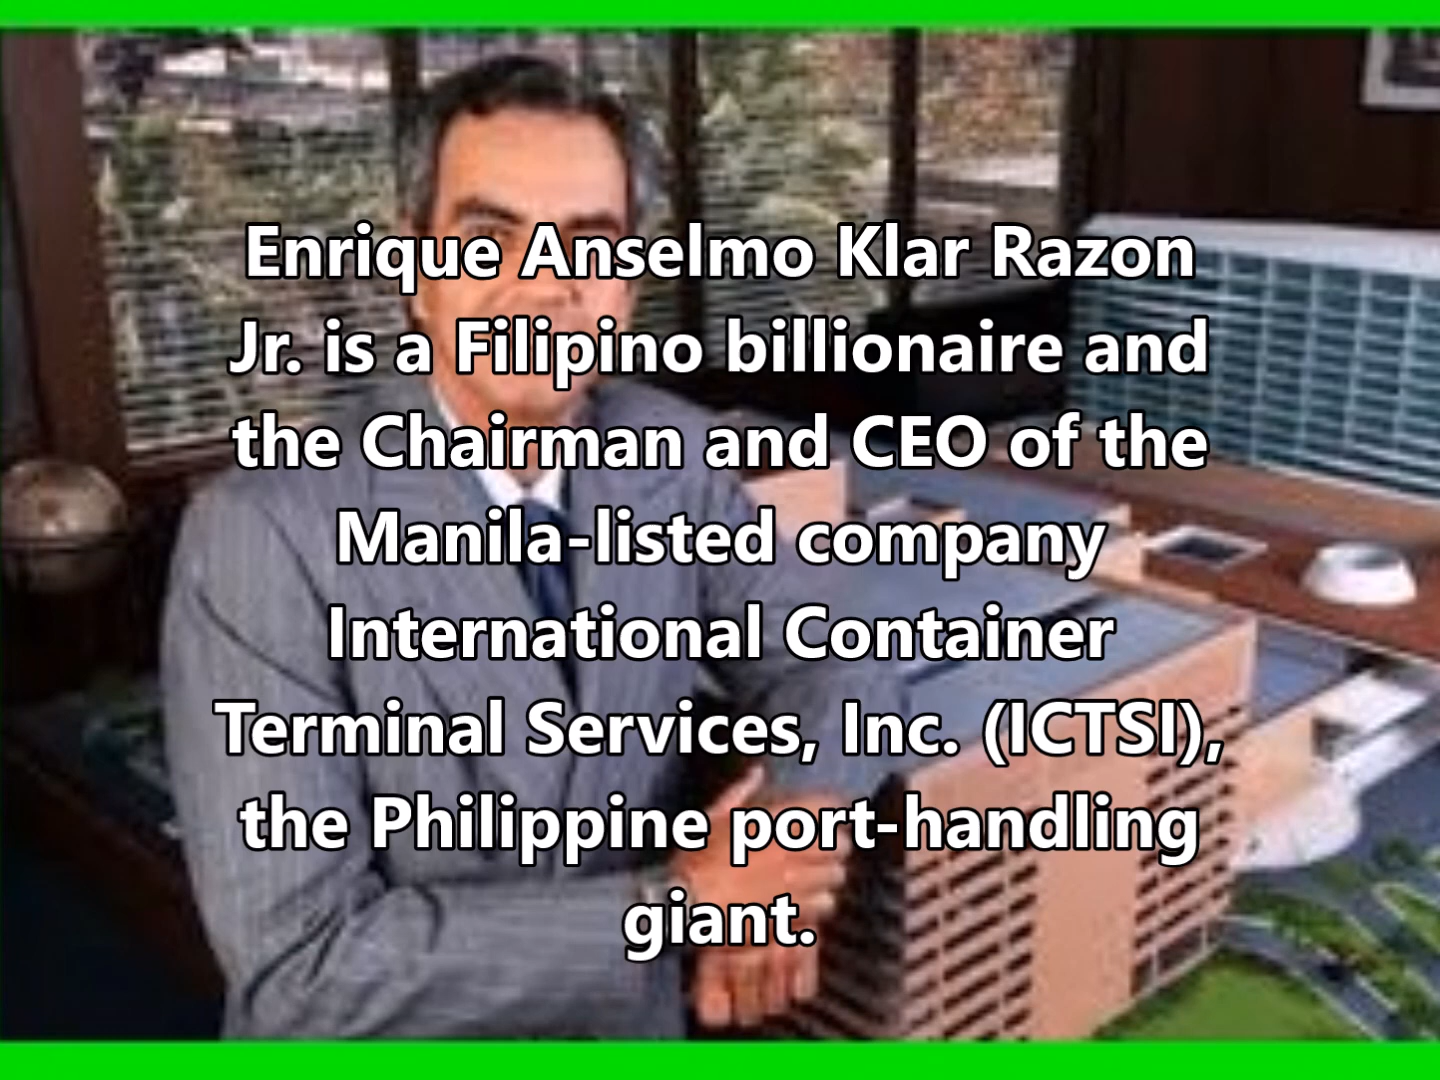 Enrique Anselmo Klar Razon
Jr. is a Filipino billionaire and
the Chairman and CEO of the
Manila-listed company
International Container
Terminal Services, Inc. (ICTSI),
the Philippine port-handling
giant.